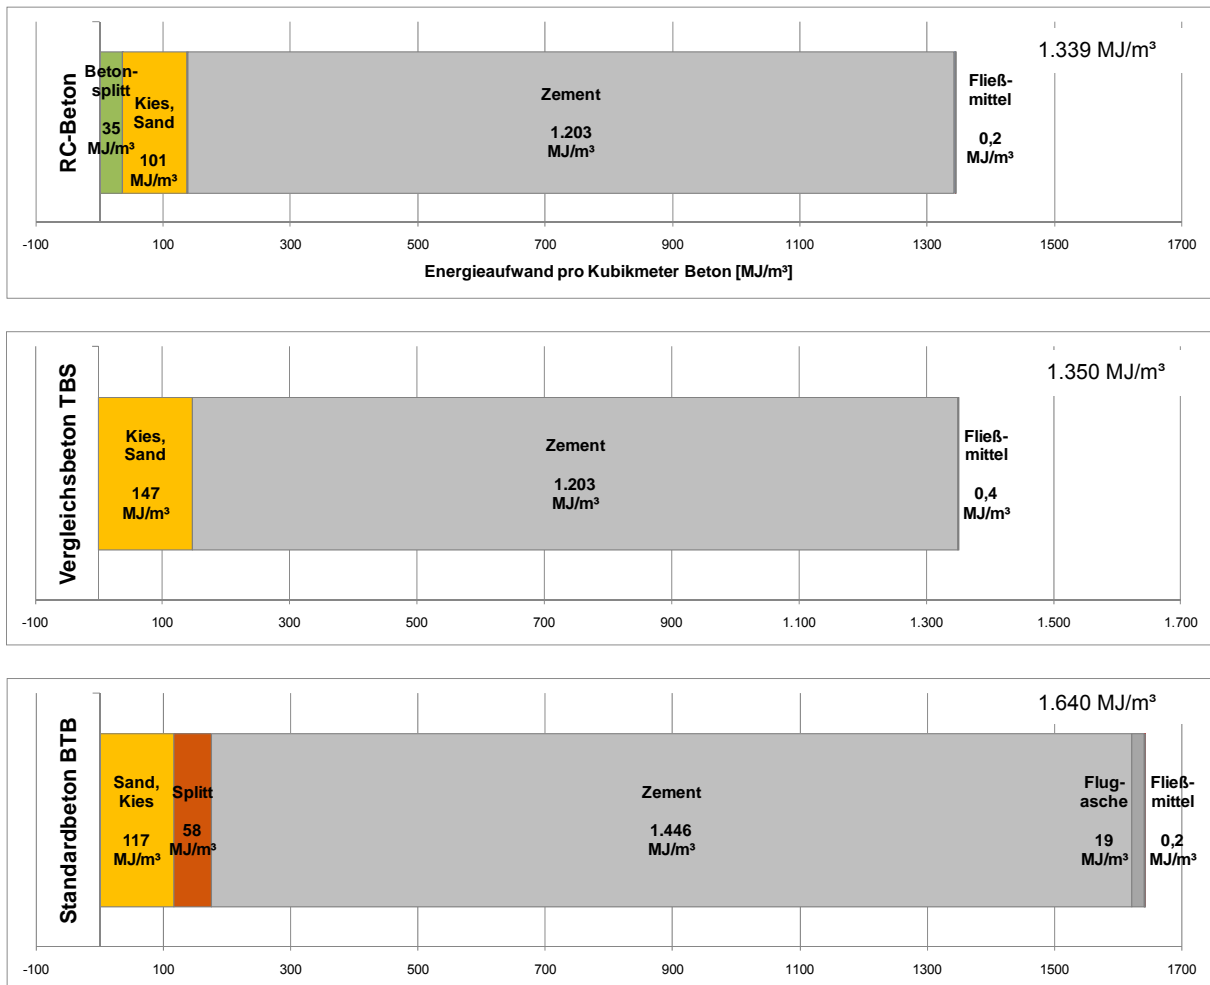 RC-Beton
1.339 MJ/m³
Beton-
splitt
35
MJ/m³
Kies,
Sand
101
MJ/m³
Zement
1.203
MJ/m³
Fließ-
mittel
0,2
MJ/m³
-100 100 300 500 700 900 1100 1300 1500 1700
Energieaufwand pro Kubikmeter Beton [MJ/m³]
Vergleichsbeton TBS
1.350 MJ/m³
Kies,
Sand
147
MJ/m³
Zement
1.203
MJ/m³
Fließ-
mittel
0,4
MJ/m³
-100 100 300 500 700 900 1.100 1.300 1.500 1.700
Standardbeton BTB
1.640 MJ/m³
Sand,
Kies
117
MJ/m³
Splitt
58
MJ/m³
Zement
1.446
MJ/m³
Flug-
asche
19
MJ/m³
Fließ-
mittel
0,2
MJ/m³
-100 100 300 500 700 900 1100 1300 1500 1700